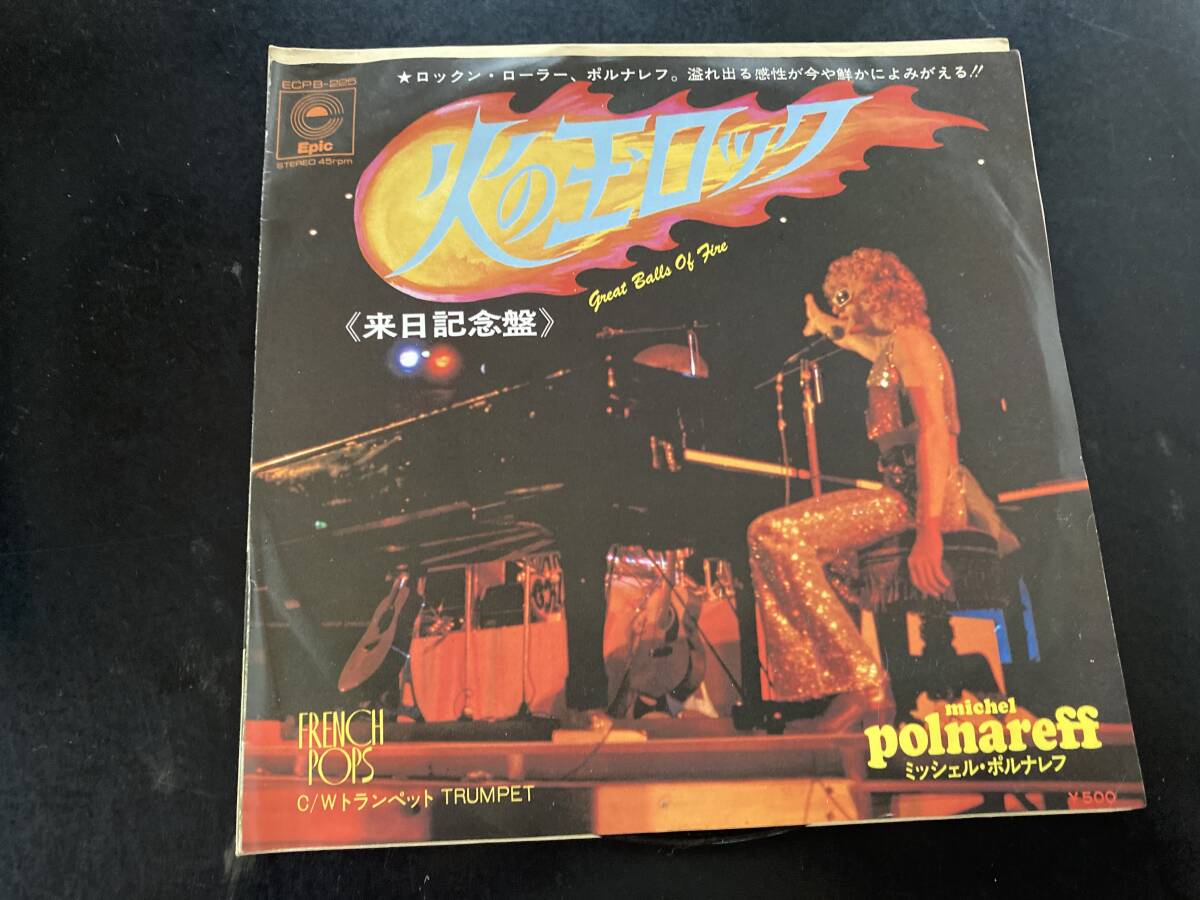 ★ロックン・ローラー、ポルナレフ。溢れ出る感性が今や鮮かによみがえる!!
ECPB-225
Epic
STEREO 45rpm
火の玉ロック
Great Balls Of Fire
《来日記念盤》
FRENCH
POPS
C/Wトランペット TRUMPET
michel
polnareff
ミッシェル・ポルナレフ
¥500